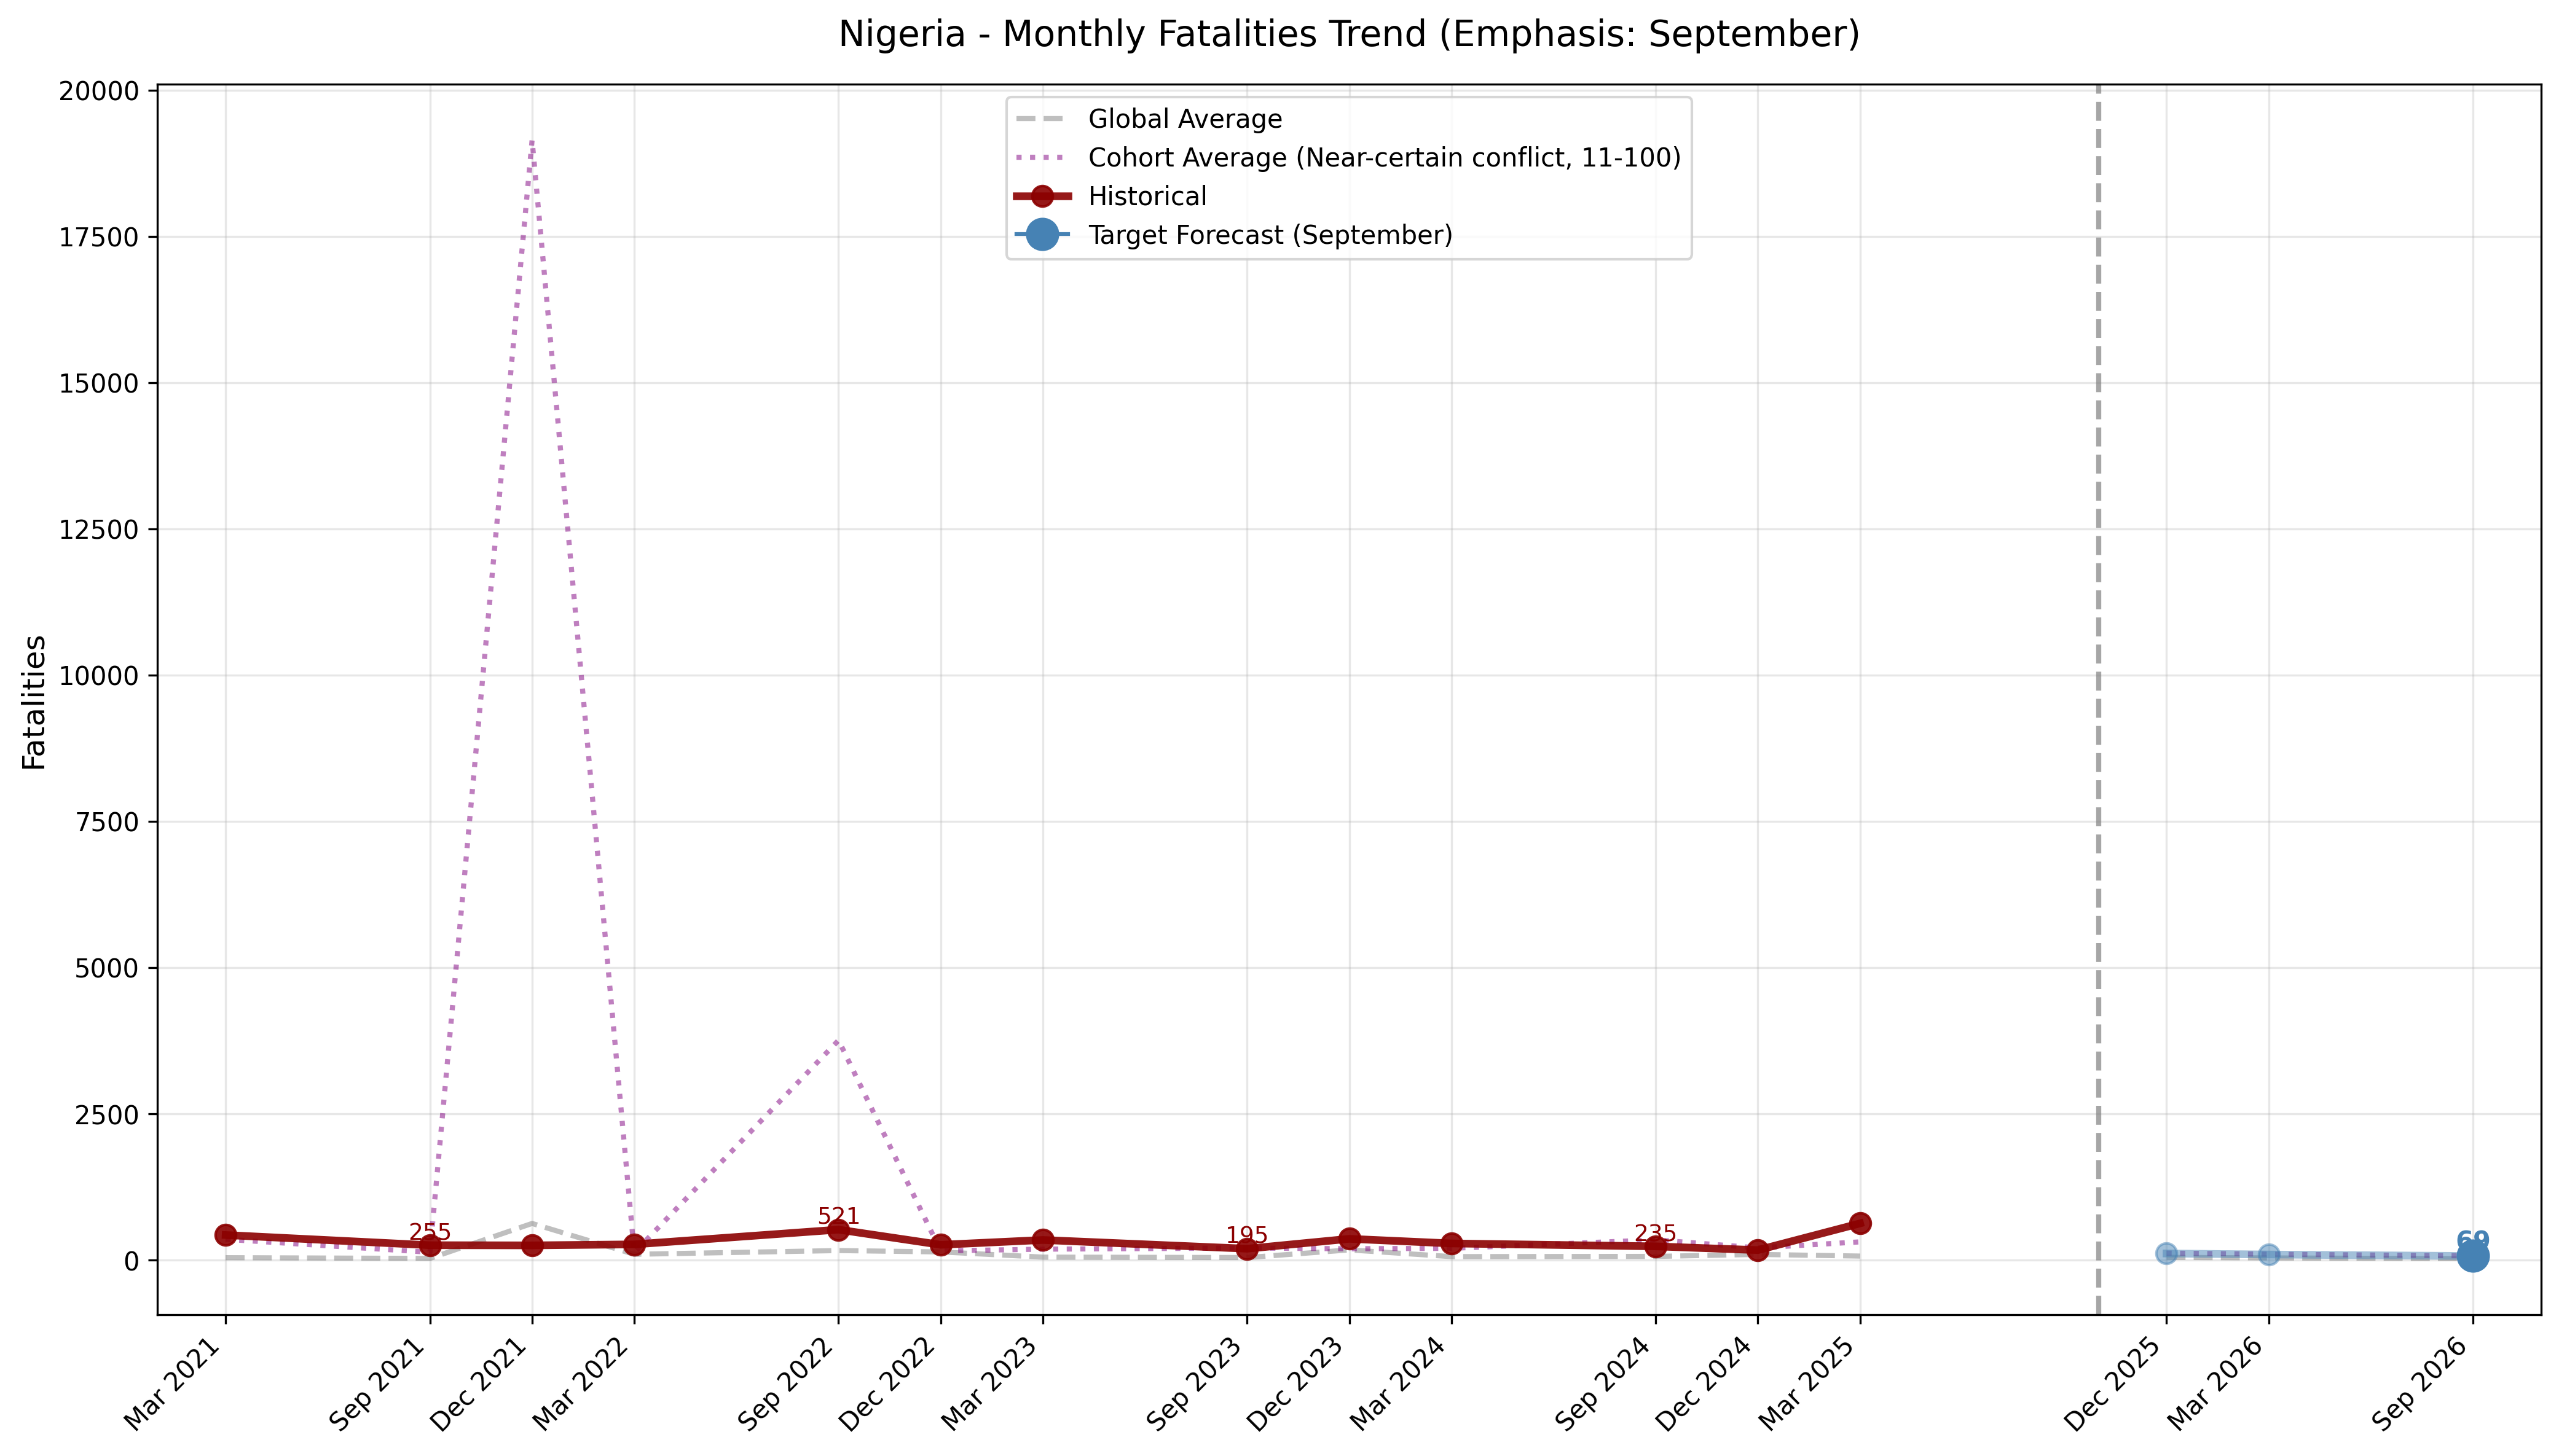 Nigeria - Monthly Fatalities Trend (Emphasis: September)
Fatalities
20000
17500
15000
12500
10000
7500
5000
2500
0
Global Average
Cohort Average (Near-certain conflict, 11-100)
Historical
Target Forecast (September)
255
521
195
235
69
Mar 2021
Sep 2021
Dec 2021
Mar 2022
Sep 2022
Dec 2022
Mar 2023
Sep 2023
Dec 2023
Mar 2024
Sep 2024
Dec 2024
Mar 2025
Dec 2025
Mar 2026
Sep 2026